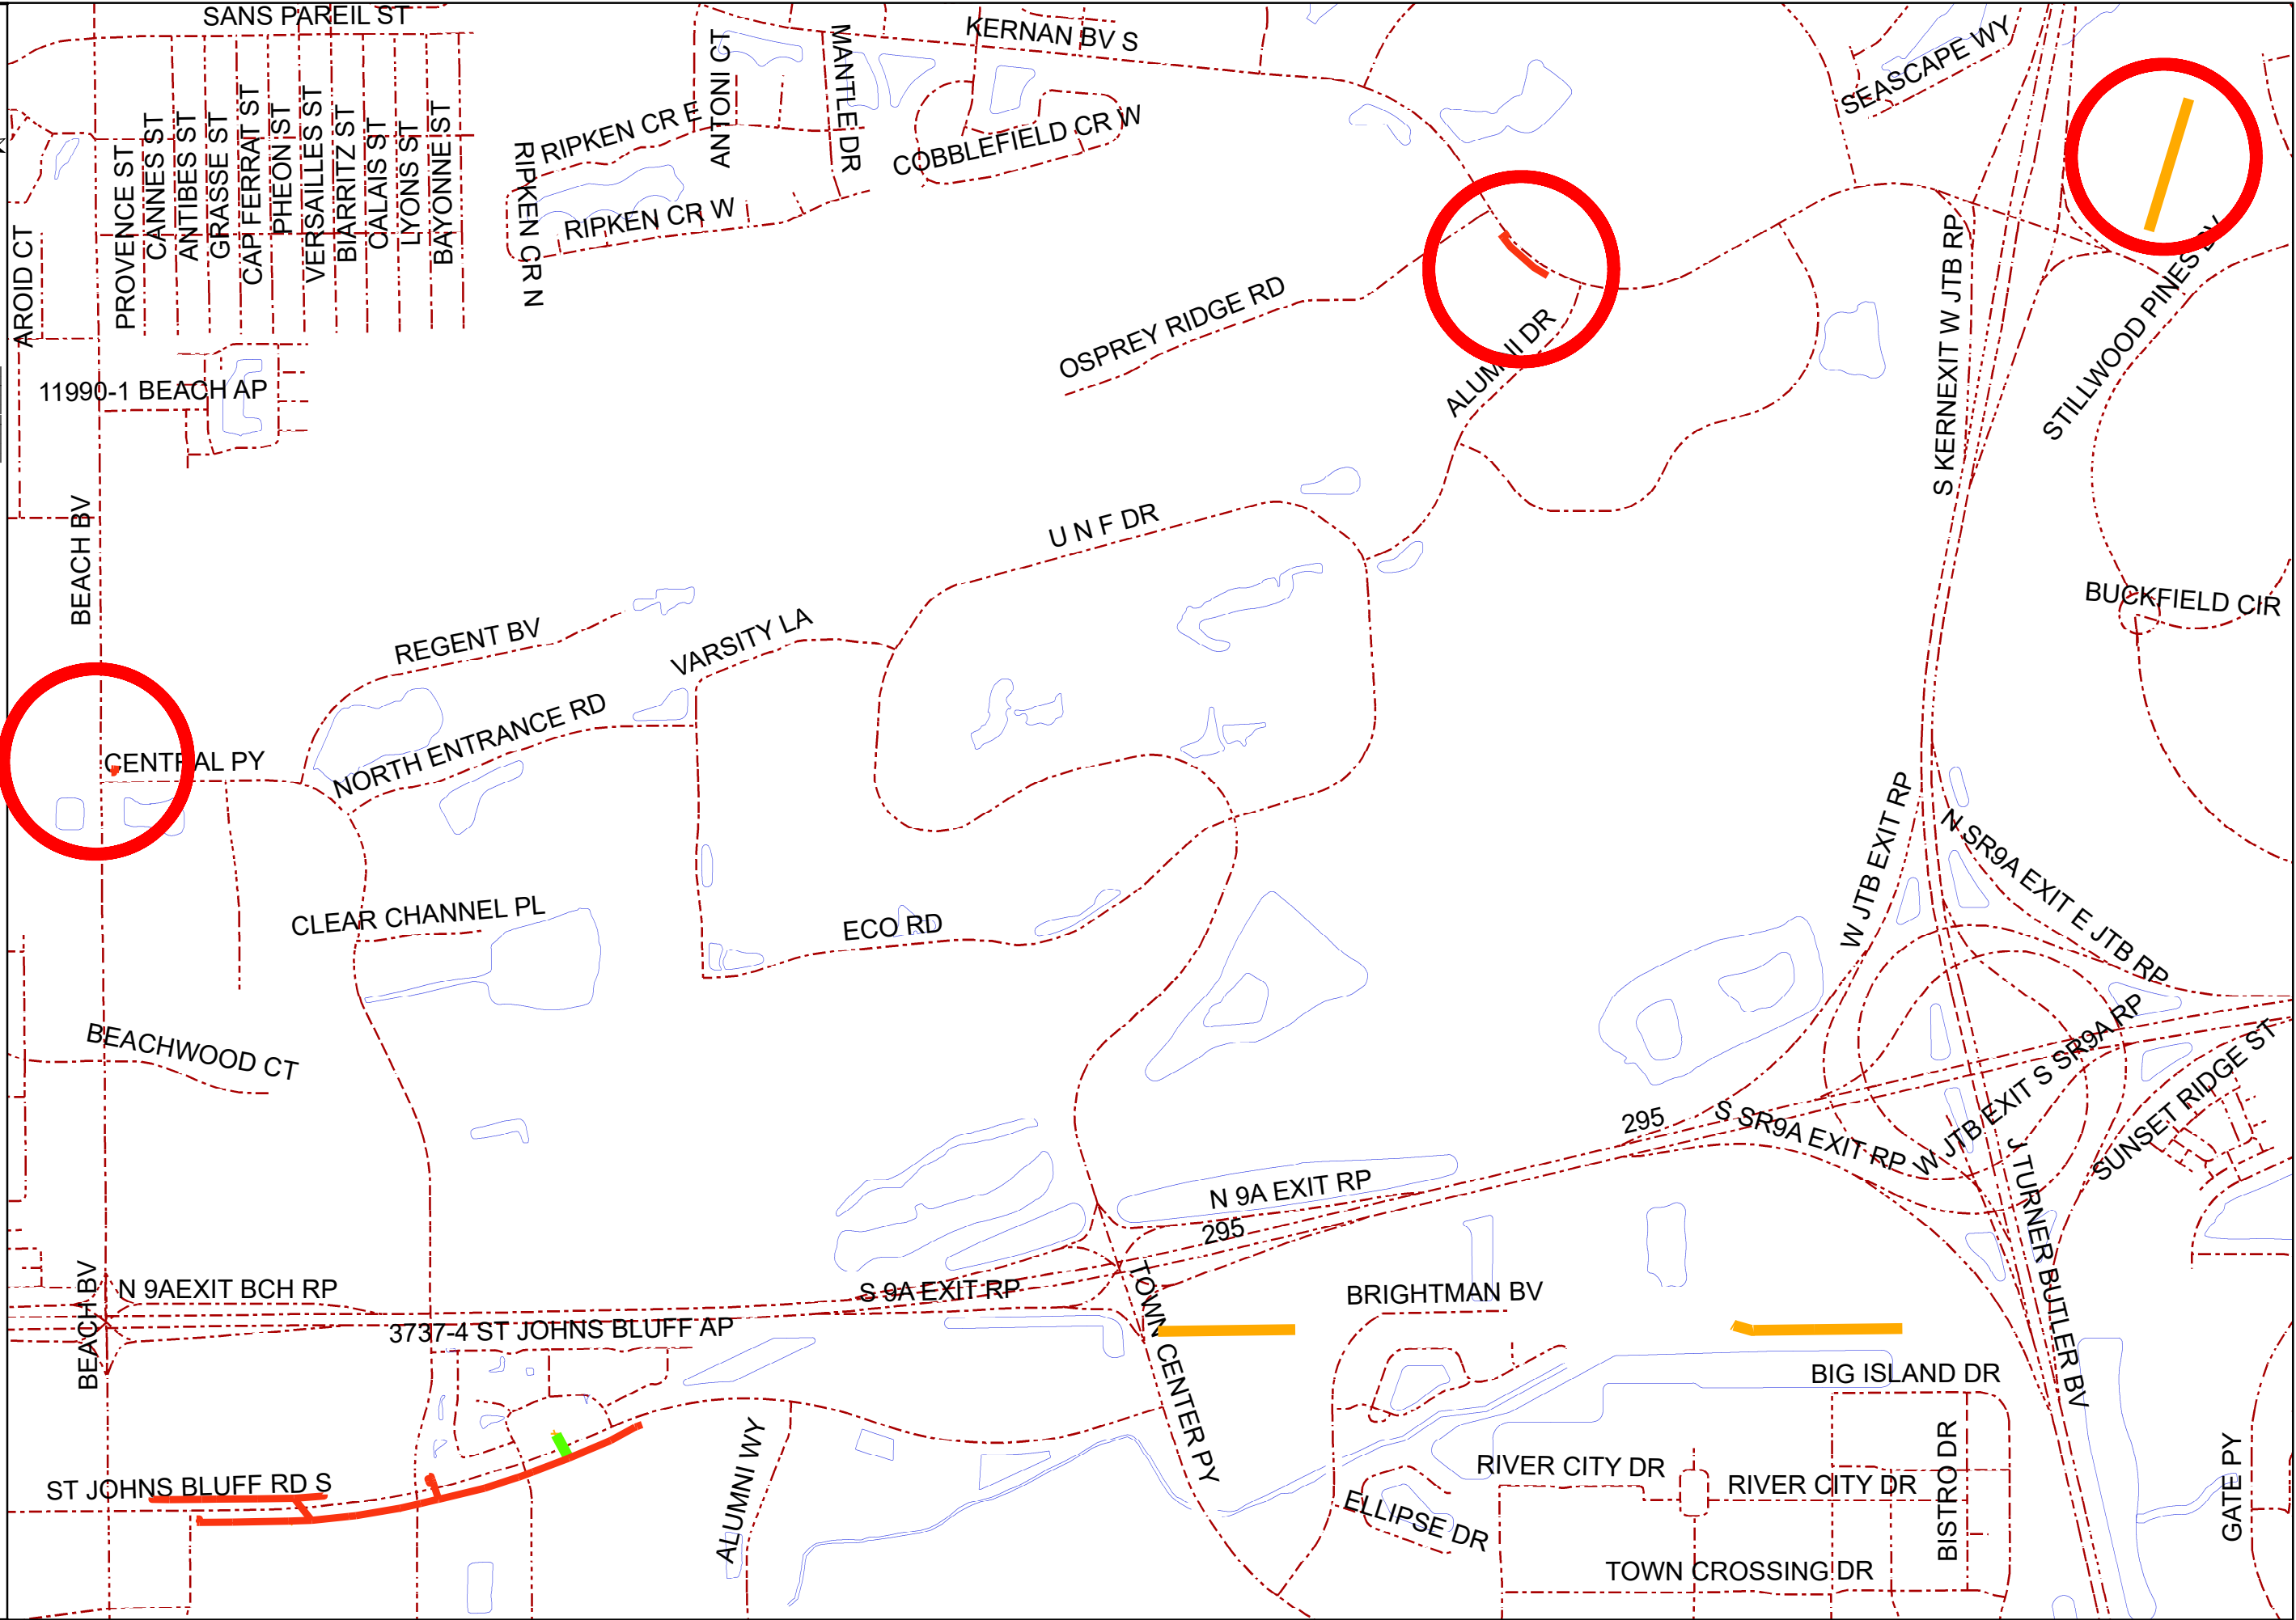 SANS PAREIL ST
KERNAN BV S
SEASCAPE WY
MANTLE DR
ANTONI CT
RIPKEN CR E
COBBLEFIELD CR W
RIPKEN CR W
RIPKEN CR N
PROVENCE ST
CANNES ST
ANTIBES ST
GRASSE ST
CAP FERRAT ST
PHEON ST
VERSAILLES ST
BIARRITZ ST
CALAIS ST
LYONS ST
BAYONNE ST
AROID CT
S KERNEXIT W JTB RP
STILLWOOD PINES BV
OSPREY RIDGE RD
ALUMNI DR
11990-1 BEACH AP
BEACH BV
U N F DR
BUCKFIELD CIR
REGENT BV
VARSITY LA
NORTH ENTRANCE RD
CENTRAL PY
W JTB EXIT RP
N SR9A EXIT E JTB RP
CLEAR CHANNEL PL
ECO RD
BEACHWOOD CT
W JTB EXIT S SR9A RP
SUNSET RIDGE ST
295
S SR9A EXIT RP
J TURNER BUTLER BV
N 9A EXIT RP
295
N 9AEXIT BCH RP
S 9A EXIT RP
BRIGHTMAN BV
BEACH BV
3737-4 ST JOHNS BLUFF AP
TOWN CENTER PY
BIG ISLAND DR
ALUMNI WY
ST JOHNS BLUFF RD S
RIVER CITY DR
RIVER CITY DR
BISTRO DR
GATE PY
ELLIPSE DR
TOWN CROSSING DR